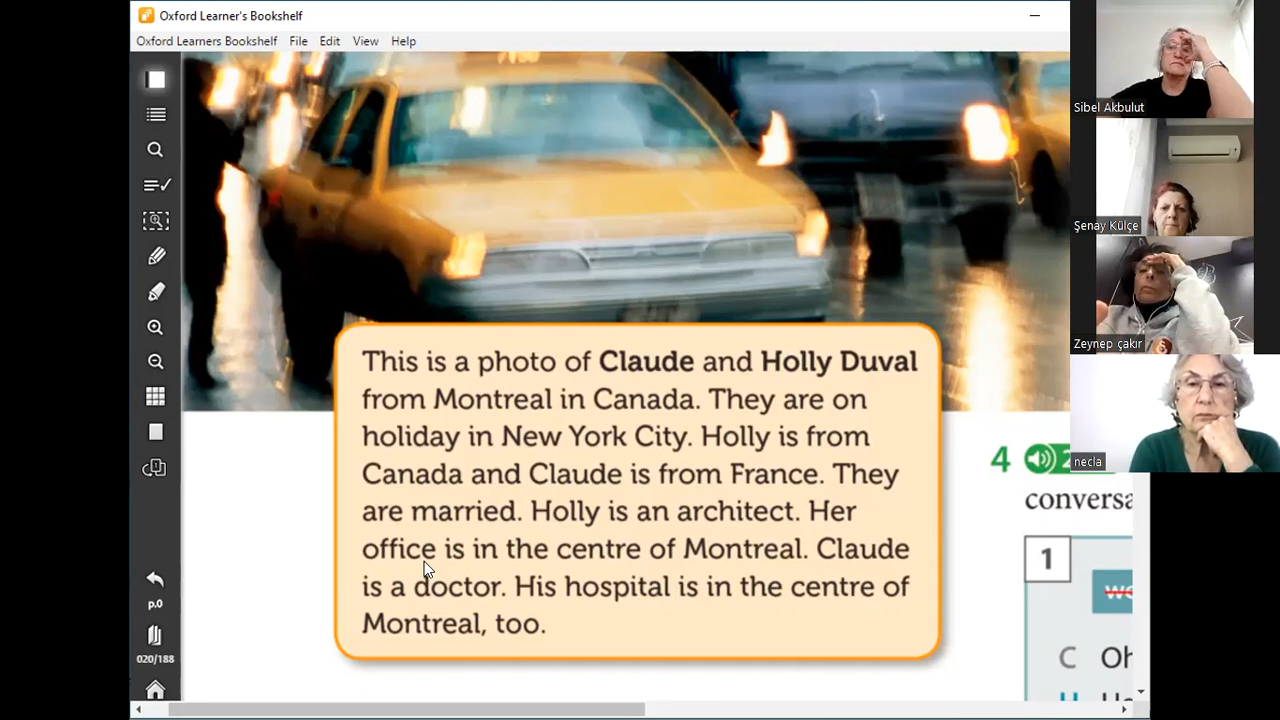 Oxford Learner's Bookshelf
Oxford Learners Bookshelf File Edit View Help
Sibel Akbulut
Şenay Külçe
Zeynep çakır
necla
This is a photo of Claude and Holly Duval
from Montreal in Canada. They are on
holiday in New York City. Holly is from
Canada and Claude is from France. They
are married. Holly is an architect. Her
office is in the centre of Montreal. Claude
is a doctor. His hospital is in the centre of
Montreal, too.
4 2
conversa
1
we
C Oh
H
p.0
020/188